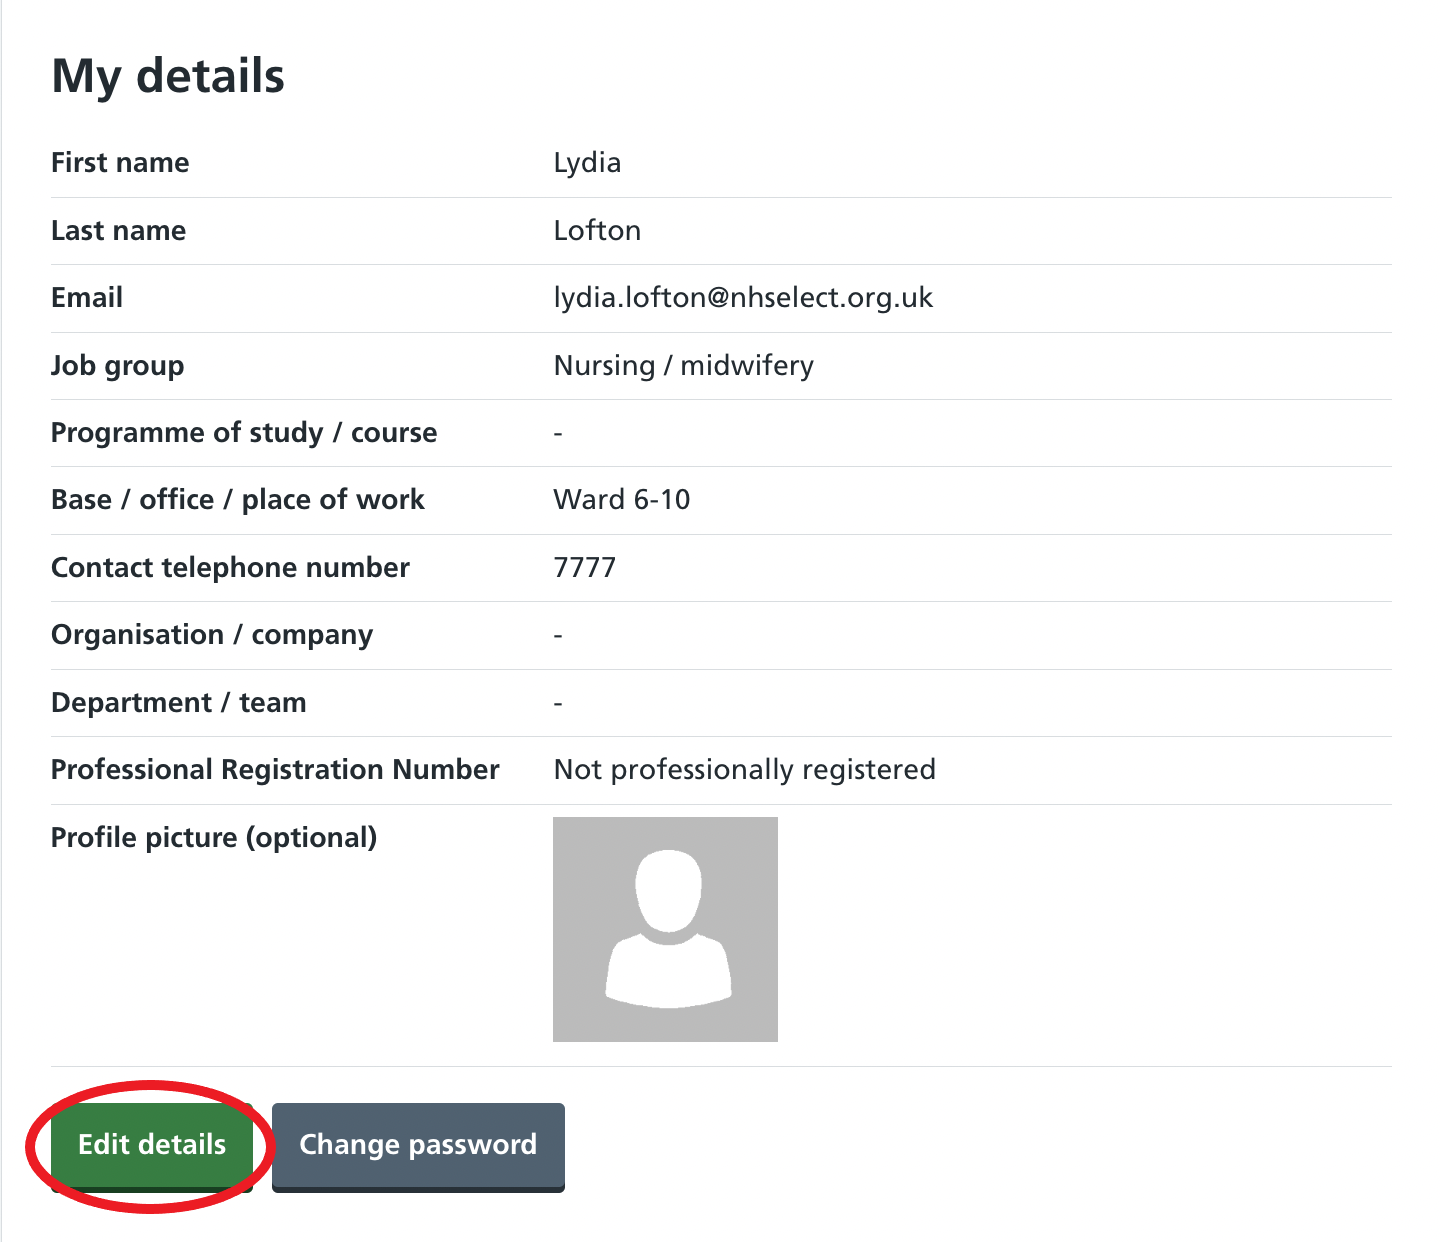 My details
First name Lydia
Last name Lofton
Email lydia.lofton@nhselect.org.uk
Job group Nursing / midwifery
Programme of study / course -
Base / office / place of work Ward 6-10
Contact telephone number 7777
Organisation / company -
Department / team -
Professional Registration Number Not professionally registered
Profile picture (optional)
Edit details Change password